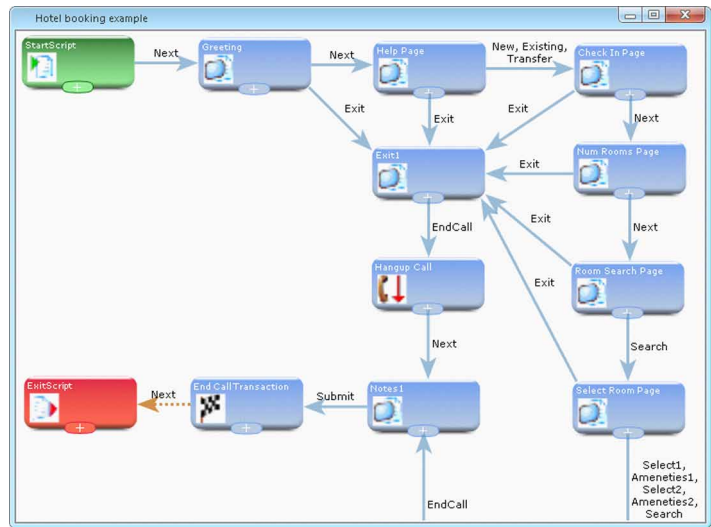 Hotel booking example
StartScript
Next
Greeting
Next
Help Page
New, Existing,
Transfer
Check In Page
Exit
Exit
Exit
Next
Exit1
Exit
Num Rooms Page
EndCall
Exit
Next
Hangup Call
Exit
Room Search Page
Next
Search
ExitScript
Next
End CallTransaction
Submit
Notes1
Select Room Page
EndCall
Select1,
Ameneties1,
Select2,
Ameneties2,
Search